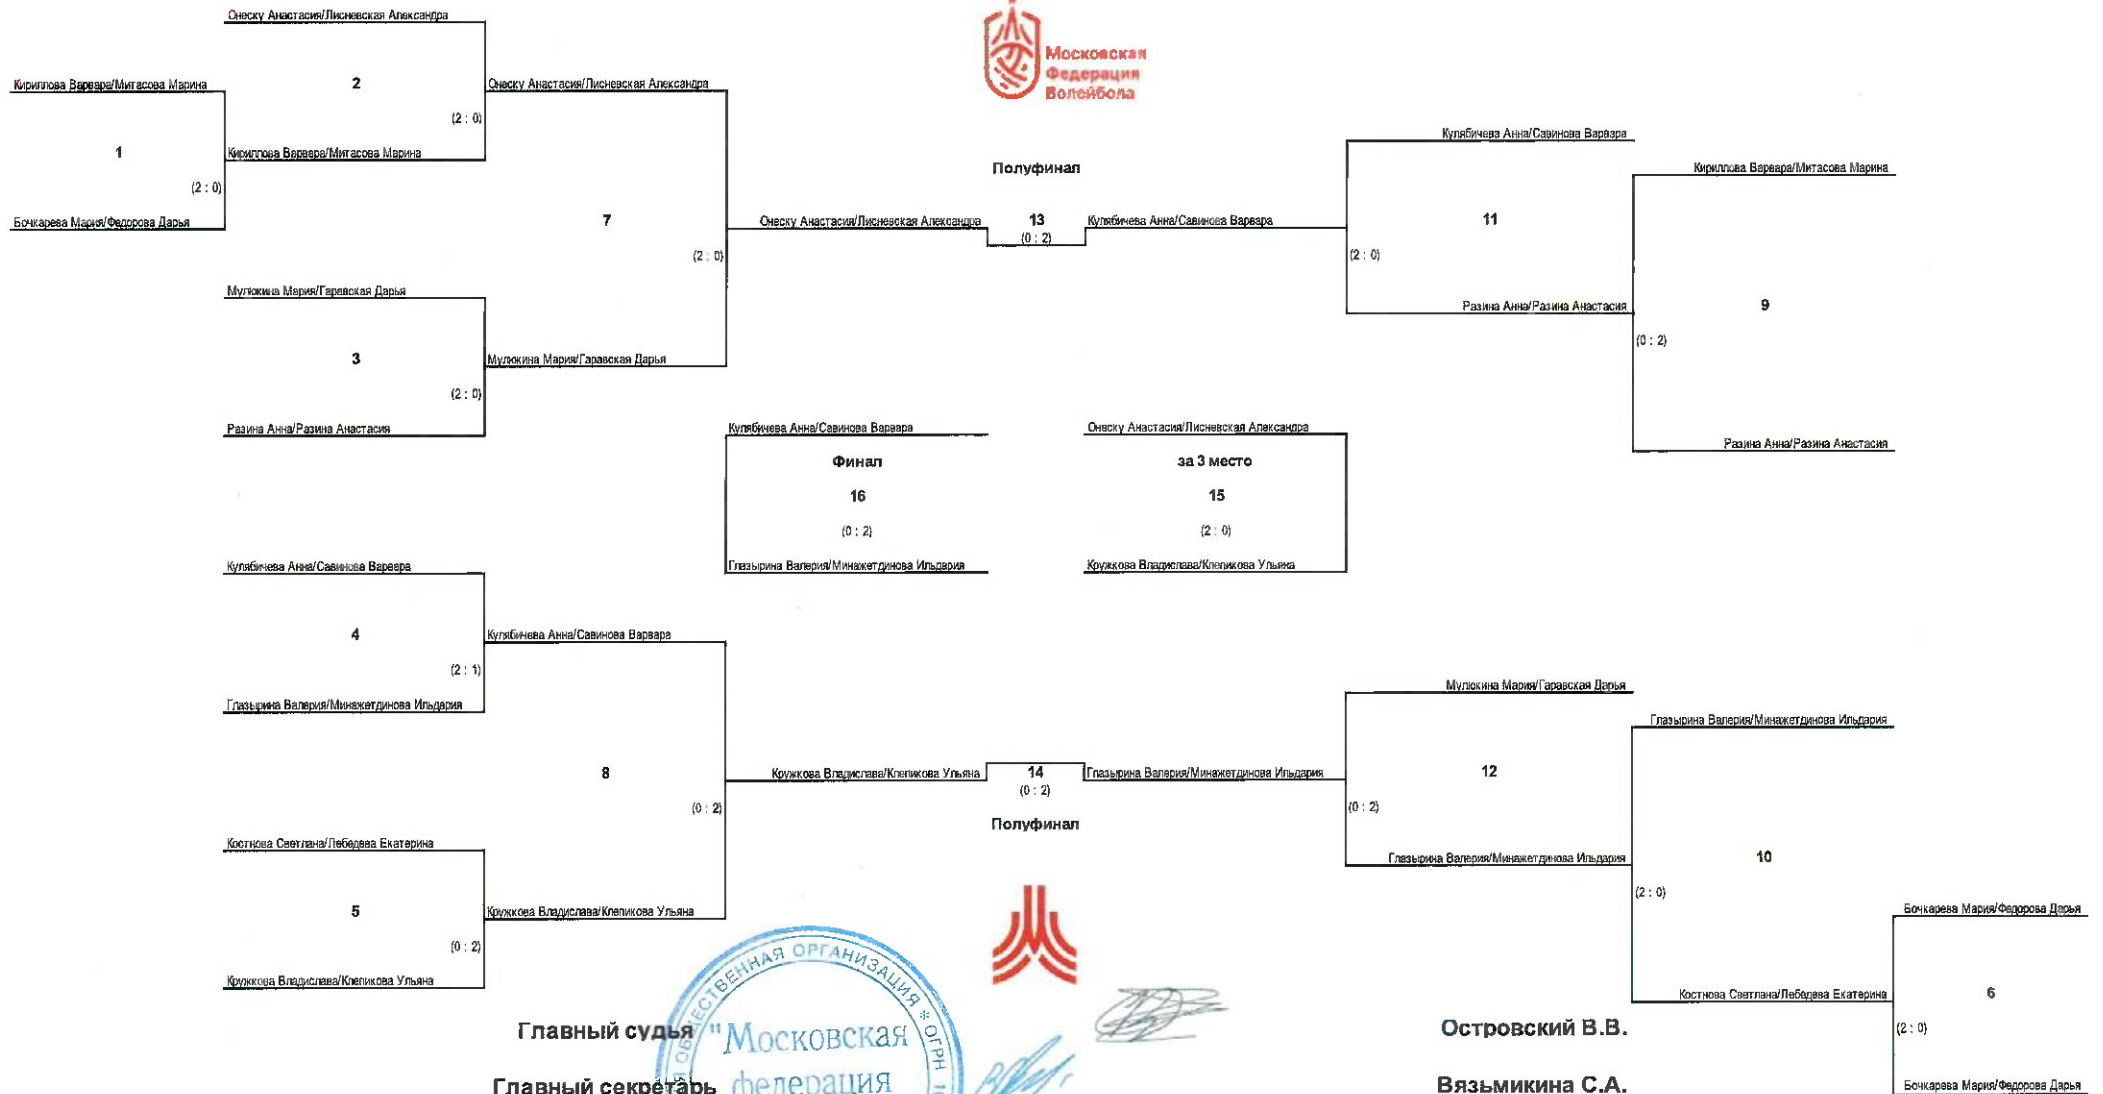 Онеску Анастасия/Лисневская Александра
Московская
Федерация
Волейбола
Кириллова Варвара/Митасова Марина
2
Онеску Анастасия/Лисневская Александра
(2 : 0)
1
Кириллова Варвара/Митасова Марина
(2 : 0)
Бочкарева Мария/Федорова Дарья
7
(2 : 0)
Мулюкина Мария/Гаравская Дарья
3
Мулюкина Мария/Гаравская Дарья
(2 : 0)
Разина Анна/Разина Анастасия
Полуфинал
Онеску Анастасия/Лисневская Александра
13
(0 : 2)
Кулябичева Анна/Савинова Варвара
Кулябичева Анна/Савинова Варвара
11
(2 : 0)
Разина Анна/Разина Анастасия
Кириллова Варвара/Митасова Марина
9
(0 : 2)
Разина Анна/Разина Анастасия
Кулябичева Анна/Савинова Варвара
Финал
16
(0 : 2)
Глазырина Валерия/Минажетдинова Ильдария
Онеску Анастасия/Лисневская Александра
за 3 место
15
(2 : 0)
Кружкова Владислава/Клепикова Ульяна
Кулябичева Анна/Савинова Варвара
4
Кулябичева Анна/Савинова Варвара
(2 : 1)
Глазырина Валерия/Минажетдинова Ильдария
8
(0 : 2)
Костнова Светлана/Лебедева Екатерина
5
Кружкова Владислава/Клепикова Ульяна
(0 : 2)
Кружкова Владислава/Клепикова Ульяна
Кружкова Владислава/Клепикова Ульяна
14
(0 : 2)
Глазырина Валерия/Минажетдинова Ильдария
Полуфинал
Мулюкина Мария/Гаравская Дарья
12
(0 : 2)
Глазырина Валерия/Минажетдинова Ильдария
Глазырина Валерия/Минажетдинова Ильдария
10
(2 : 0)
Костнова Светлана/Лебедева Екатерина
Бочкарева Мария/Федорова Дарья
6
(2 : 0)
Бочкарева Мария/Федорова Дарья
ОБЩЕСТВЕННАЯ ОРГАНИЗАЦИЯ * ОГРН
"Московская
федерация
Главный судья
Островский В.В.
Главный секретарь
Вязьмикина С.А.